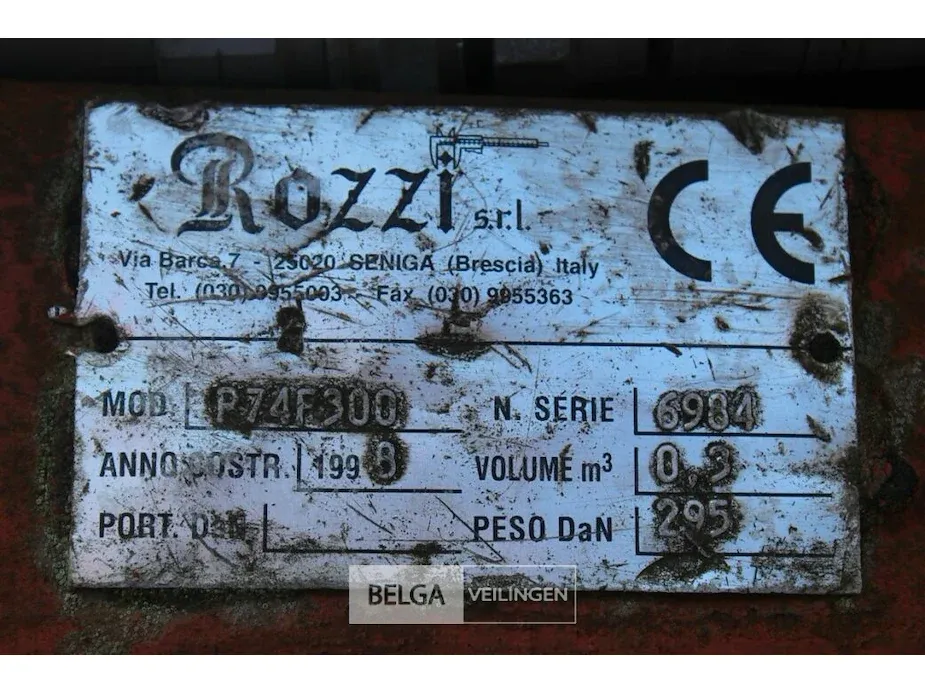 Rozzi s.r.l.
CE
Via Barca, 7 - 25020 SENIGA (Brescia) Italy
Tel. (030) 9955003 - Fax (030) 9955363
MOD. P74F300
N. SERIE 6984
ANNO COSTR. 1998
VOLUME m³ 0,3
PORT. DaN
PESO DaN 295
BELGA VEILINGEN